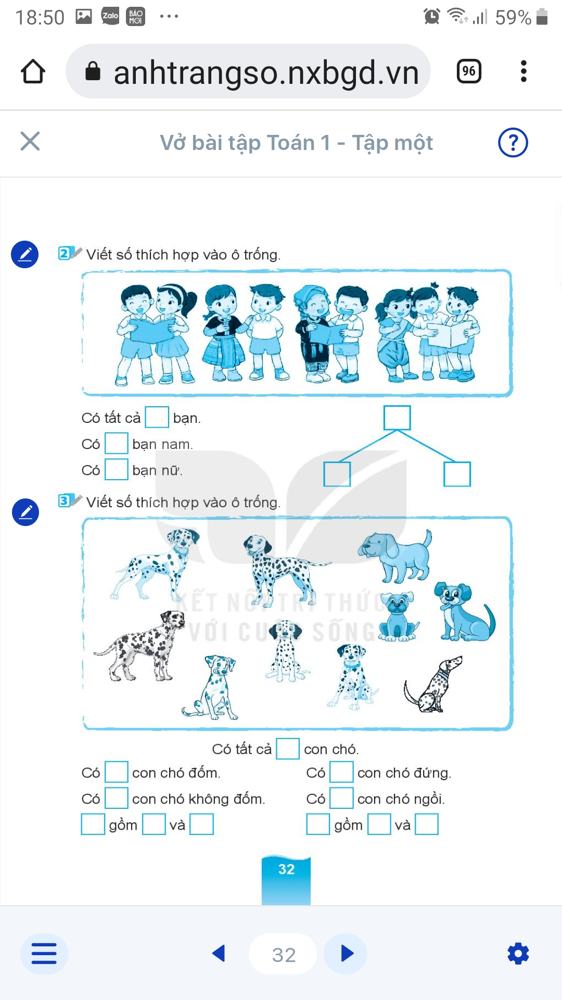 18:50 Zalo BÁO MỚI ... 59%
anhtrangso.nxbgd.vn 96
Vở bài tập Toán 1 - Tập một ?
2 Viết số thích hợp vào ô trống.
Có tất cả bạn.
Có bạn nam.
Có bạn nữ.
3 Viết số thích hợp vào ô trống.
KẾT NỐI TRI THỨC
VỚI CUỘC SỐNG
Có tất cả con chó.
Có con chó đốm. Có con chó đứng.
Có con chó không đốm. Có con chó ngồi.
gồm và gồm và
32
32